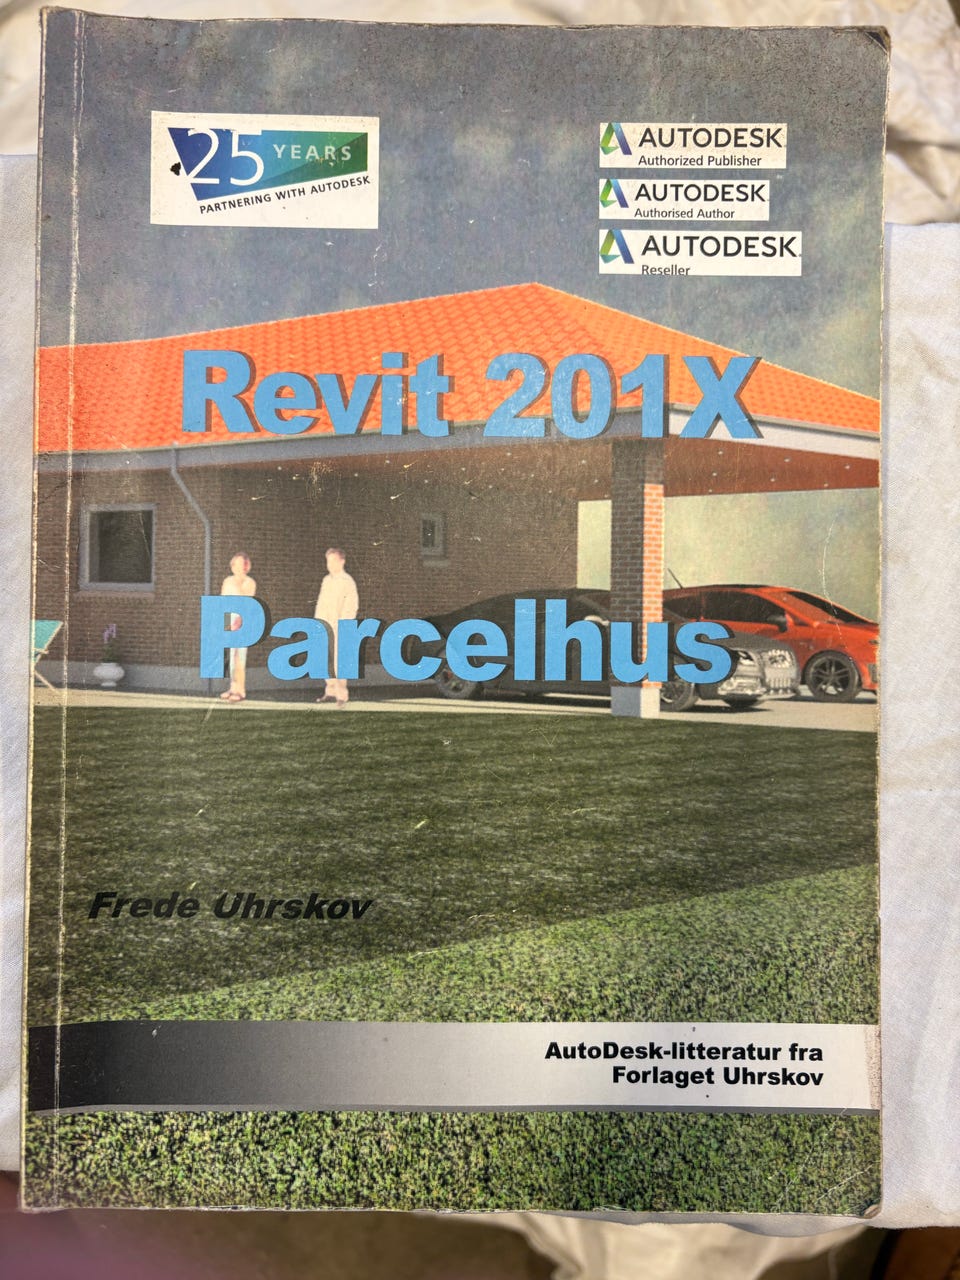 25 YEARS
PARTNERING WITH AUTODESK
AUTODESK.
Authorized Publisher
AUTODESK.
Authorised Author
AUTODESK.
Reseller
Revit 201X
Parcelhus
Frede Uhrskov
AutoDesk-litteratur fra
Forlaget Uhrskov